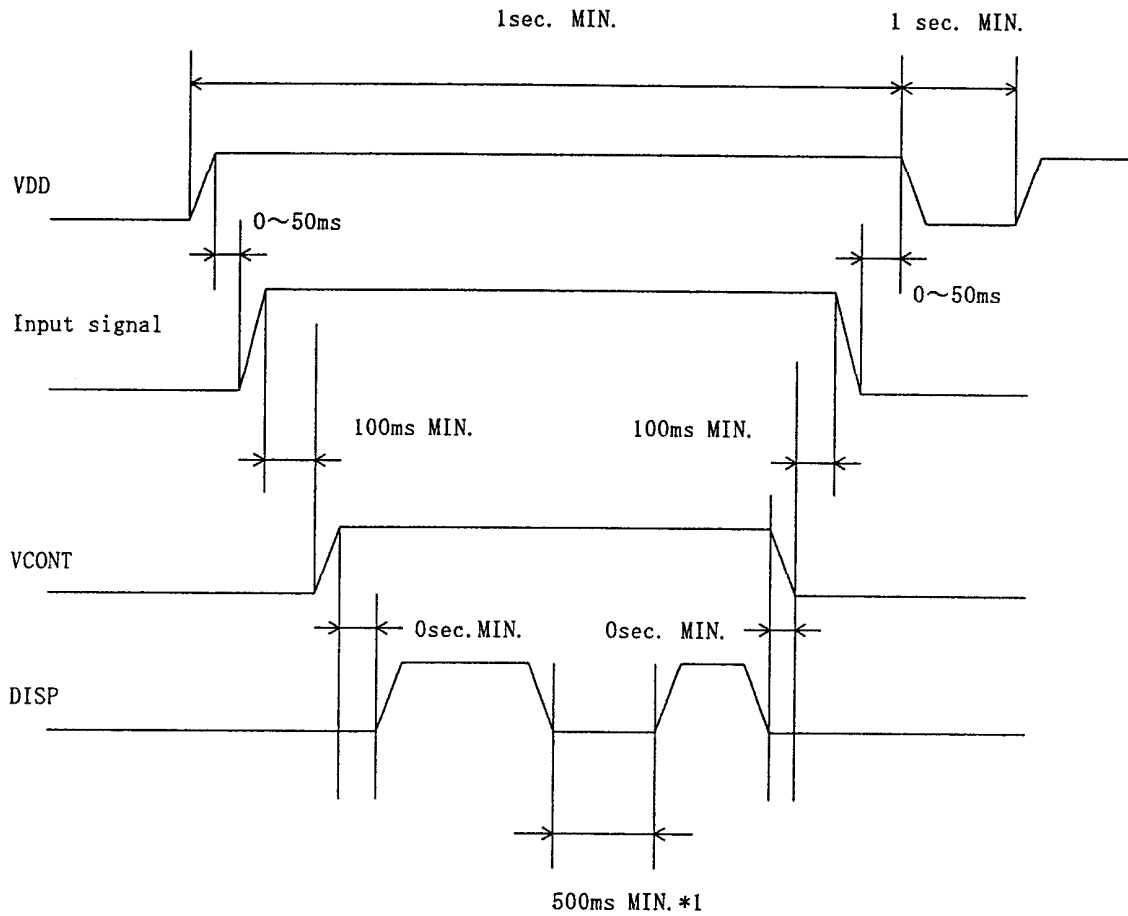 1sec. MIN.
1 sec. MIN.
VDD
0～50ms
0～50ms
Input signal
100ms MIN.
100ms MIN.
VCONT
0sec. MIN.
0sec. MIN.
DISP
500ms MIN. *1